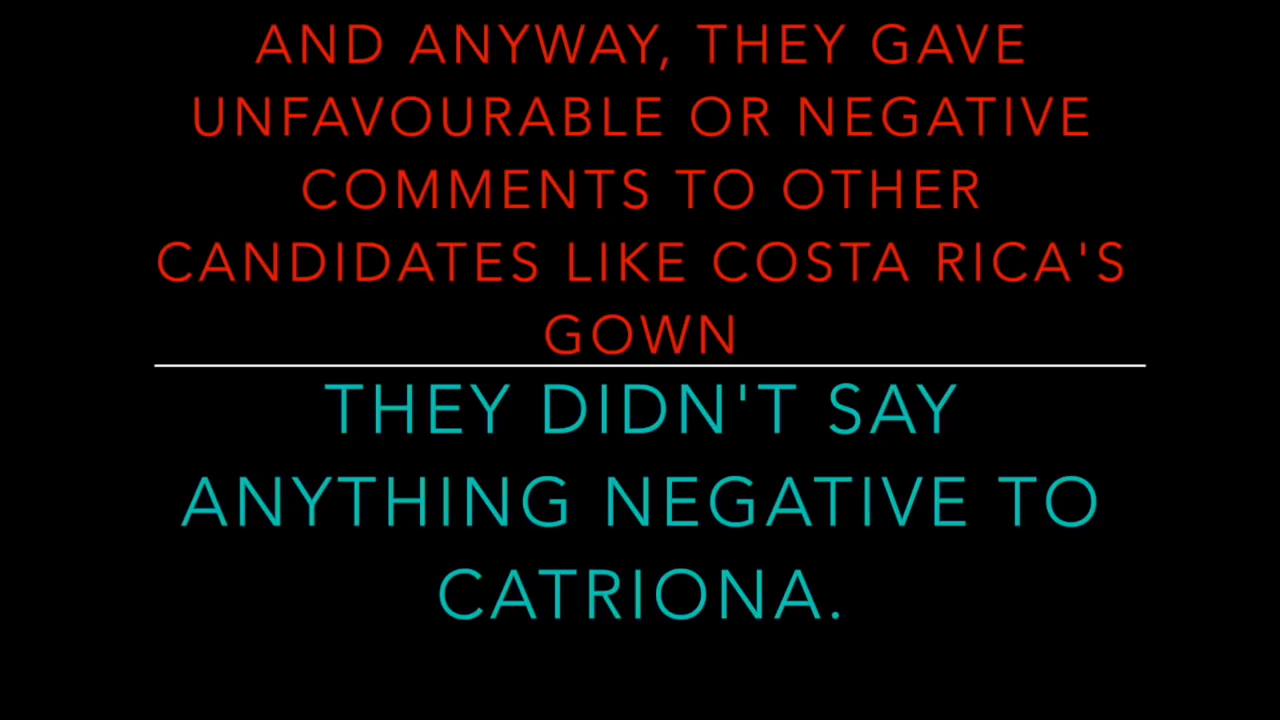 AND ANYWAY, THEY GAVE
UNFAVOURABLE OR NEGATIVE
COMMENTS TO OTHER
CANDIDATES LIKE COSTA RICA'S
GOWN
THEY DIDN'T SAY
ANYTHING NEGATIVE TO
CATRIONA.